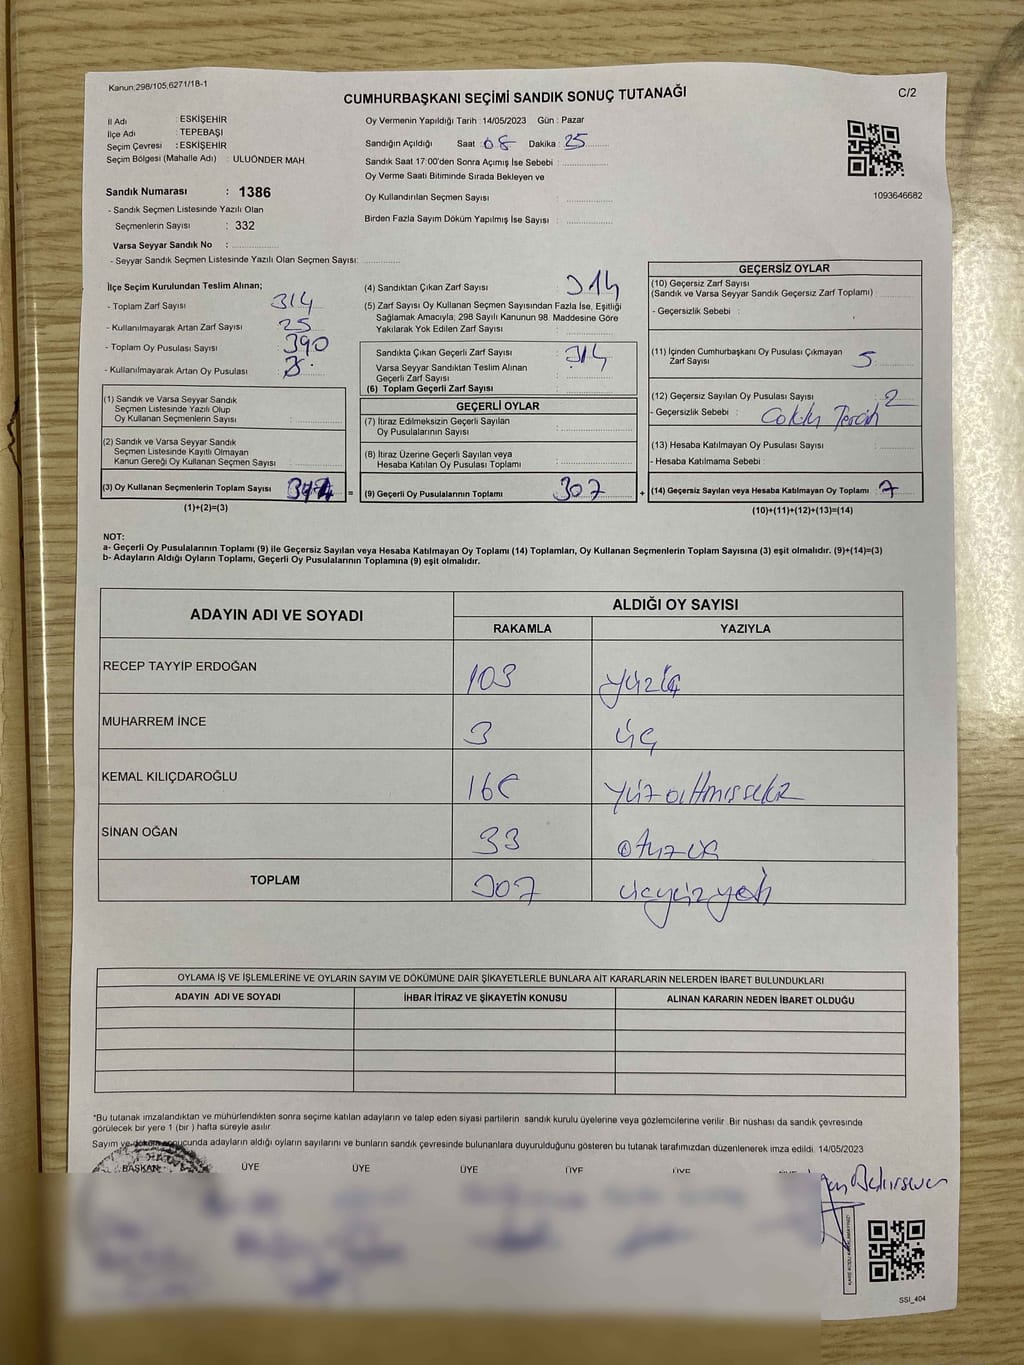 Kanun;298/105,6271/18-1
CUMHURBAŞKANI SEÇİMİ SANDIK SONUÇ TUTANAĞI
C/2
İl Adı : ESKİŞEHİR
İlçe Adı : TEPEBAŞI
Seçim Çevresi : ESKİŞEHİR
Seçim Bölgesi (Mahalle Adı) : ULUÖNDER MAH
Sandık Numarası : 1386
- Sandık Seçmen Listesinde Yazılı Olan
Seçmenlerin Sayısı : 332
Varsa Seyyar Sandık No :
- Seyyar Sandık Seçmen Listesinde Yazılı Olan Seçmen Sayısı:
Oy Vermenin Yapıldığı Tarih : 14/05/2023 Gün : Pazar
Sandığın Açıldığı Saat : 08 Dakika : 25
Sandık Saat 17:00'den Sonra Açımış İse Sebebi :
Oy Verme Saati Bitiminde Sırada Bekleyen ve
Oy Kullandırılan Seçmen Sayısı :
Birden Fazla Sayım Döküm Yapılmış İse Sayısı :
1093646682
İlçe Seçim Kurulundan Teslim Alınan;
- Toplam Zarf Sayısı : 314
- Kullanılmayarak Artan Zarf Sayısı : 25
- Toplam Oy Pusulası Sayısı : 390
- Kullanılmayarak Artan Oy Pusulası :
(1) Sandık ve Varsa Seyyar Sandık
Seçmen Listesinde Yazılı Olup
Oy Kullanan Seçmenlerin Sayısı :
(2) Sandık ve Varsa Seyyar Sandık
Seçmen Listesinde Kayıtlı Olmayan
Kanun Gereği Oy Kullanan Seçmen Sayısı :
(3) Oy Kullanan Seçmenlerin Toplam Sayısı :
(1)+(2)=(3)
(4) Sandıktan Çıkan Zarf Sayısı : 314
(5) Zarf Sayısı Oy Kullanan Seçmen Sayısından Fazla İse, Eşitliği
Sağlamak Amacıyla, 298 Sayılı Kanunun 98. Maddesine Göre
Yakılarak Yok Edilen Zarf Sayısı :
Sandıkta Çıkan Geçerli Zarf Sayısı : 314
Varsa Seyyar Sandıktan Teslim Alınan
Geçerli Zarf Sayısı :
(6) Toplam Geçerli Zarf Sayısı :
GEÇERLİ OYLAR
(7) İtiraz Edilmeksizin Geçerli Sayılan
Oy Pusulalarının Sayısı :
(8) İtiraz Üzerine Geçerli Sayılan veya
Hesaba Katılan Oy Pusulası Toplamı :
= (9) Geçerli Oy Pusulalarının Toplamı : 307
GEÇERSİZ OYLAR
(10) Geçersiz Zarf Sayısı
(Sandık ve Varsa Seyyar Sandık Geçersiz Zarf Toplamı) :
- Geçersizlik Sebebi :
(11) İçinden Cumhurbaşkanı Oy Pusulası Çıkmayan
Zarf Sayısı : 5
(12) Geçersiz Sayılan Oy Pusulası Sayısı : 2
- Geçersizlik Sebebi : Çoklu Tercih
(13) Hesaba Katılmayan Oy Pusulası Sayısı :
- Hesaba Katılmama Sebebi :
+ (14) Geçersiz Sayılan veya Hesaba Katılmayan Oy Toplamı : 7
(10)+(11)+(12)+(13)=(14)
NOT:
a- Geçerli Oy Pusulalarının Toplamı (9) ile Geçersiz Sayılan veya Hesaba Katılmayan Oy Toplamı (14) Toplamları, Oy Kullanan Seçmenlerin Toplam Sayısına (3) eşit olmalıdır. (9)+(14)=(3)
b- Adayların Aldığı Oyların Toplamı, Geçerli Oy Pusulalarının Toplamına (9) eşit olmalıdır.
ADAYIN ADI VE SOYADI
ALDIĞI OY SAYISI
RAKAMLA YAZIYLA
RECEP TAYYİP ERDOĞAN 103 yüzüç
MUHARREM İNCE 3 üç
KEMAL KILIÇDAROĞLU 168 yüzaltmışsekiz
SİNAN OĞAN 33 otuzüç
TOPLAM 307 üçyüzyedi
OYLAMA İŞ VE İŞLEMLERİNE VE OYLARIN SAYIM VE DÖKÜMÜNE DAİR ŞİKAYETLERLE BUNLARA AİT KARARLARIN NELERDEN İBARET BULUNDUKLARI
ADAYIN ADI VE SOYADI İHBAR İTİRAZ VE ŞİKAYETİN KONUSU ALINAN KARARIN NEDEN İBARET OLDUĞU
*Bu tutanak imzalandıktan ve mühürlendikten sonra seçime katılan adayların ve talep eden siyasi partilerin sandık kurulu üyelerine veya gözlemcilerine verilir. Bir nüshası da sandık çevresinde
görülecek bir yere 1 (bir ) hafta süreyle asılır.
Sayım ve döküm sonucunda adayların aldığı oyların sayılarını ve bunların sandık çevresinde bulunanlara duyurulduğunu gösteren bu tutanak tarafımızdan düzenlenerek imza edildi. 14/05/2023
BAŞKAN ÜYE ÜYE ÜYE ÜYE ÜYE
SSI_404